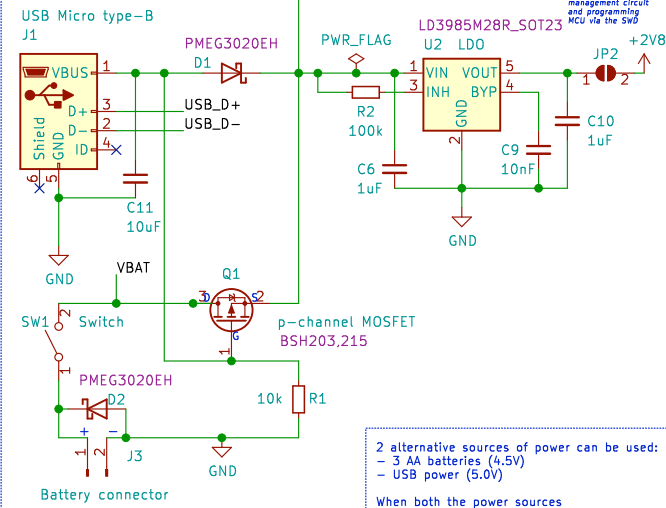 management circuit
and programming
MCU via the SWD
USB Micro type-B
J1
LD3985M28R_SOT23
PMEG3020EH
PWR_FLAG
U2 LDO
+2V8
D1
JP2
VBUS 1
1 VIN
VOUT 5
1 2
D+ 3
USB_D+
3 INH
BYP 4
D- 2
USB_D-
R2
100k
GND
C10
1uF
ID 4
Shield
GND
2
C9
10nF
C6
1uF
6 5
C11
10uF
GND
GND
VBAT
Q1
3 D
S 2
SW1
2
Switch
G
1
p-channel MOSFET
BSH203,215
1
PMEG3020EH
D2
10k R1
+ -
1 2
J3
GND
Battery connector
2 alternative sources of power can be used:
- 3 AA batteries (4.5V)
- USB power (5.0V)
When both the power sources